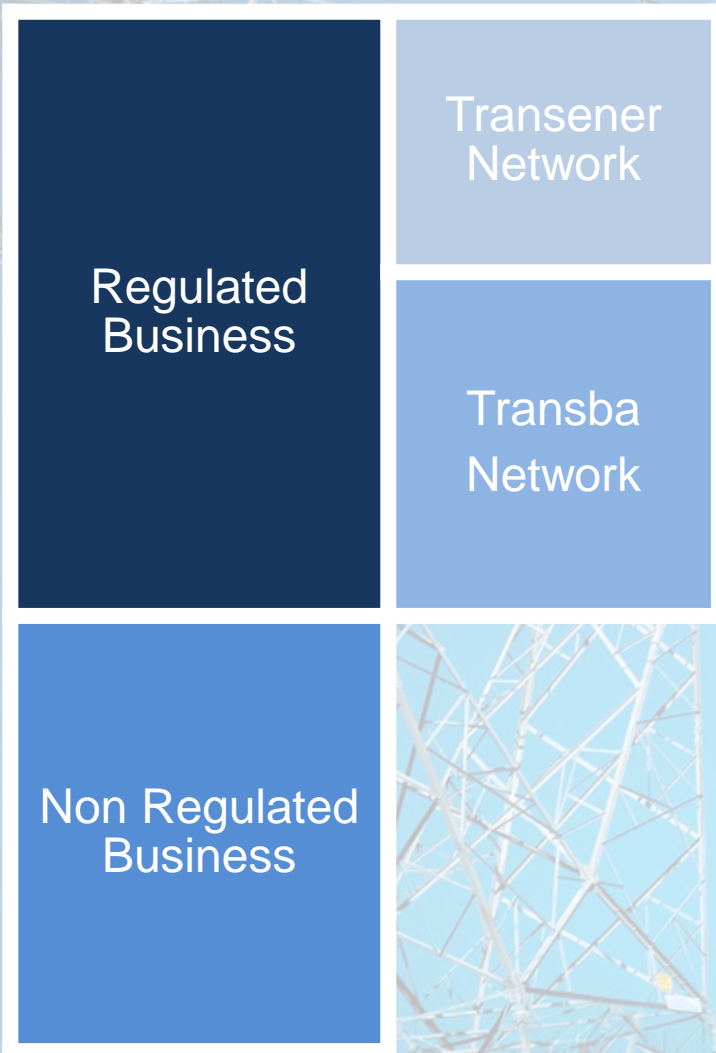 Regulated
Business
Transener
Network
Transba
Network
Non Regulated
Business